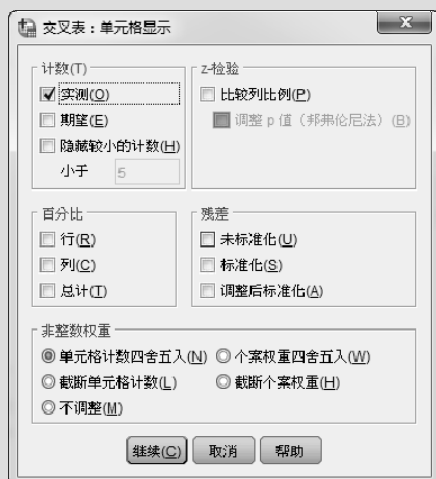 交叉表：单元格显示
计数(T)
实测(O)
期望(E)
隐藏较小的计数(H)
小于 5
z-检验
比较列比例(P)
调整 p 值（邦弗伦尼法）(B)
百分比
行(R)
列(C)
总计(T)
残差
未标准化(U)
标准化(S)
调整后标准化(A)
非整数权重
单元格计数四舍五入(N) 个案权重四舍五入(W)
截断单元格计数(L) 截断个案权重(H)
不调整(M)
继续(C) 取消 帮助